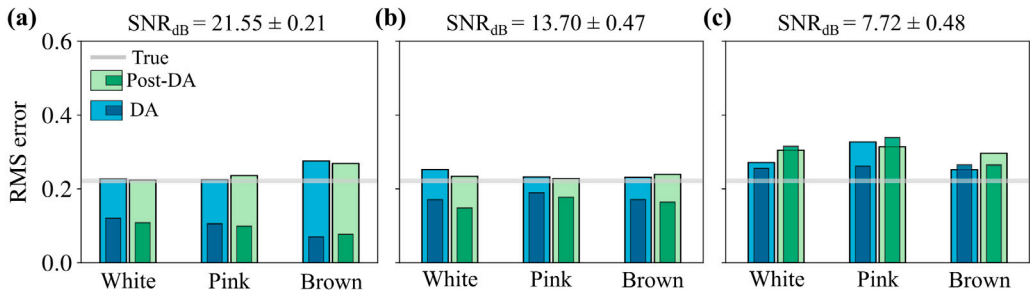 (a) SNR_dB = 21.55 ± 0.21
(b) SNR_dB = 13.70 ± 0.47
(c) SNR_dB = 7.72 ± 0.48
RMS error
0.6
0.4
0.2
0.0
True
Post-DA
DA
White Pink Brown
White Pink Brown
White Pink Brown